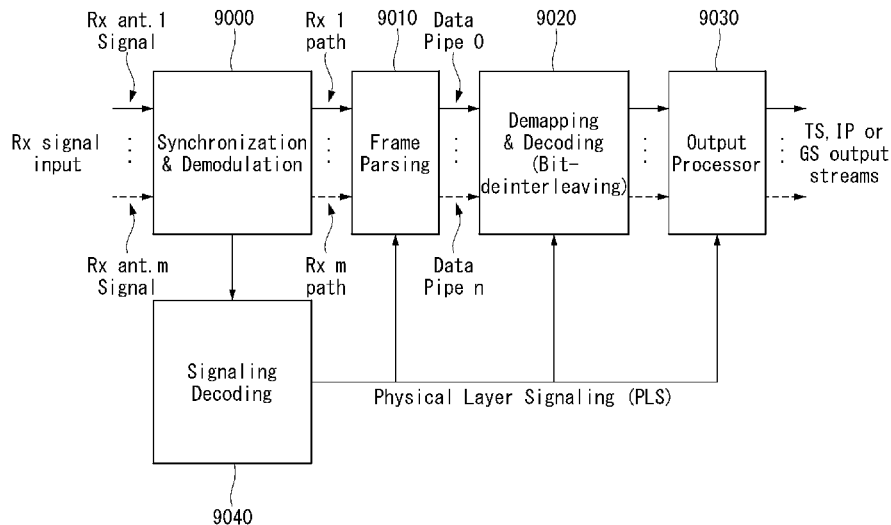 Rx ant.1
Signal
9000
Rx 1
path
9010
Data
Pipe 0
9020
9030
Rx signal
input
Synchronization
& Demodulation
Frame
Parsing
Demapping
& Decoding
(Bit-
deinterleaving)
Output
Processor
TS, IP or
GS output
streams
Rx ant.m
Signal
Rx m
path
Data
Pipe n
Signaling
Decoding
Physical Layer Signaling (PLS)
9040